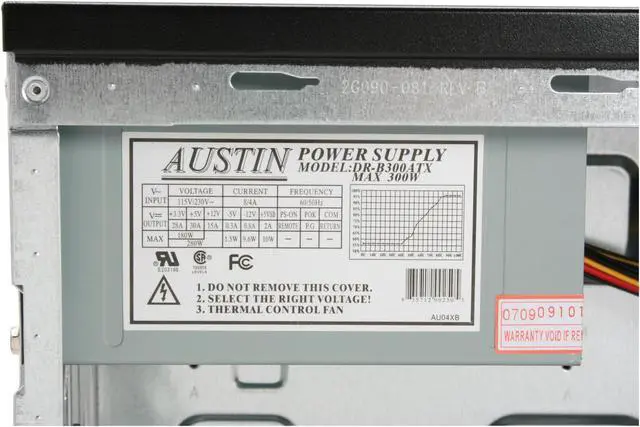 2G090-081 REV.B
AUSTIN POWER SUPPLY
MODEL:DR-B300ATX
MAX 300W
V~ INPUT VOLTAGE CURRENT FREQUENCY
115V/230V~ 8/4A 60/50Hz
V⎓ OUTPUT +3.3V +5V +12V -5V -12V +5VSB PS-ON POK COM
28A 30A 15A 0.3A 0.8A 2A REMOTE P.G. RETURN
MAX 180W 1.5W 9.6W 10W — — —
280W
1. DO NOT REMOVE THIS COVER.
2. SELECT THE RIGHT VOLTAGE!
3. THERMAL CONTROL FAN
AU04XB
070909101
WARRANTY VOID IF RE